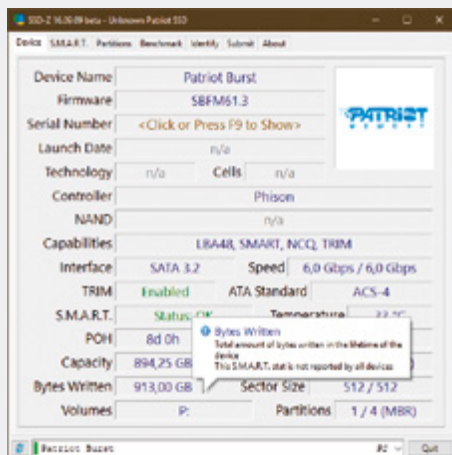 SSD-Z 16.09.09 beta - Unknown Patriot SSD
Device S.M.A.R.T. Partitions Benchmark Identify Submit About
Device Name Patriot Burst
Firmware SBFM61.3
PATRIOT
MEMORY
Serial Number <Click or Press F9 to Show>
Launch Date n/a
Technology n/a Cells n/a
Controller Phison
NAND n/a
Capabilities LBA48, SMART, NCQ, TRIM
Interface SATA 3.2 Speed 6,0 Gbps / 6,0 Gbps
TRIM Enabled ATA Standard ACS-4
S.M.A.R.T. Status: OK Temperature 33 °C
POH 8d 0h
Bytes Written
Total amount of bytes written in the lifetime of the
device
This S.M.A.R.T. stat is not reported by all devices
Capacity 894,25 GB
Bytes Written 913,00 GB Sector Size 512 / 512
Volumes P: Partitions 1 / 4 (MBR)
Patriot Burst Quit